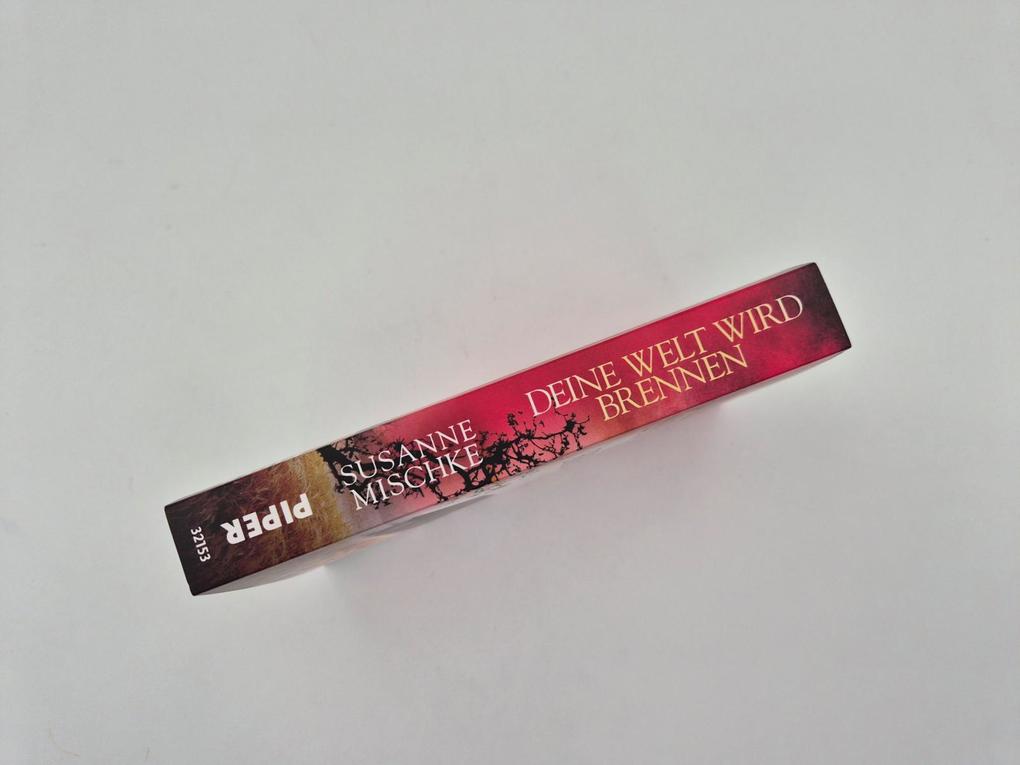 SUSANNE
MISCHKE
DEINE WELT WIRD
BRENNEN
PIPER
32153